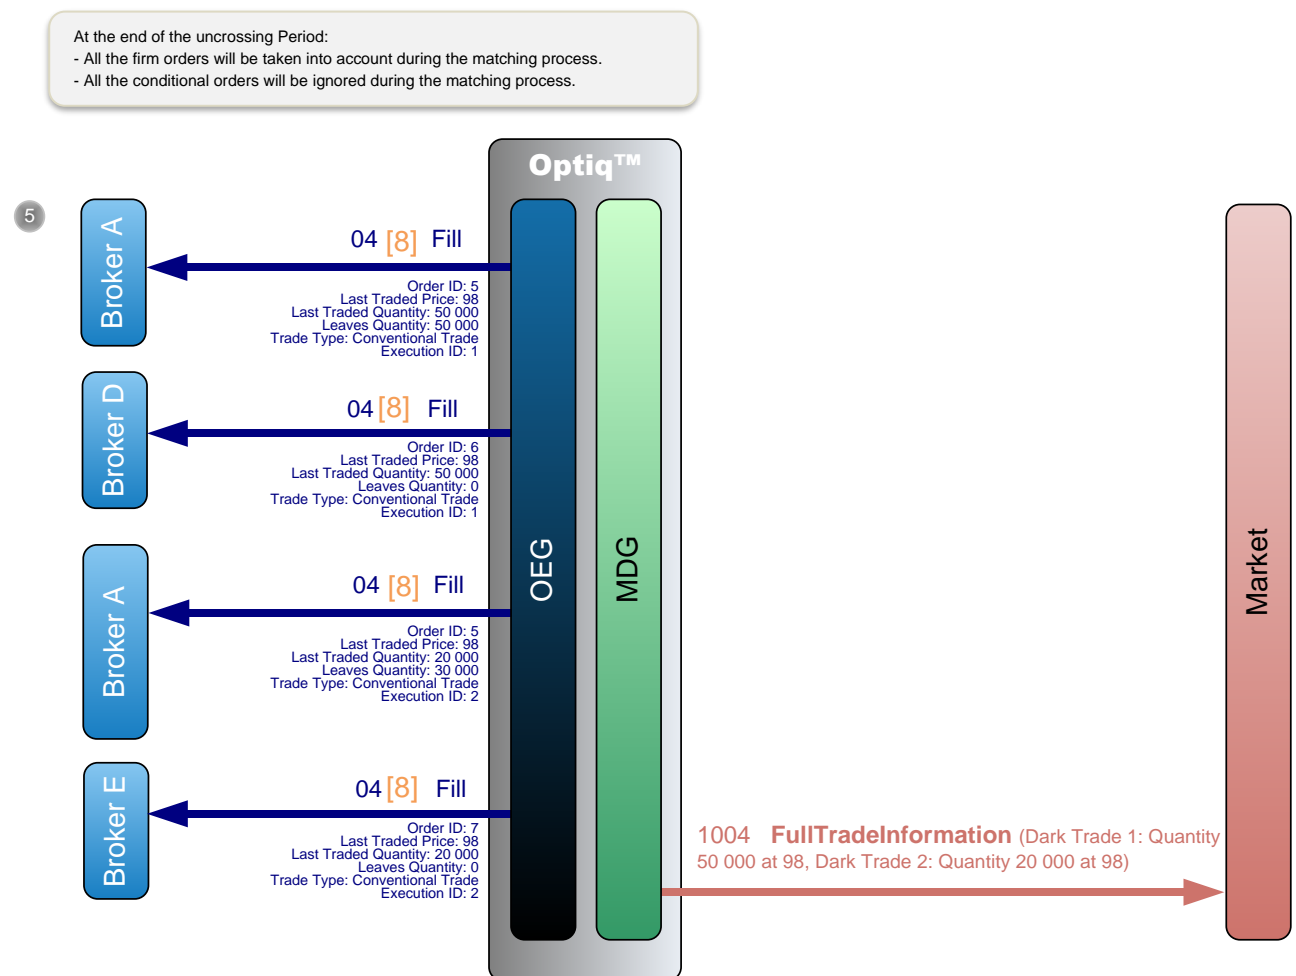 At the end of the uncrossing Period:
- All the firm orders will be taken into account during the matching process.
- All the conditional orders will be ignored during the matching process.
Optiq™
5
Broker A
04 [8] Fill
Order ID: 5
Last Traded Price: 98
Last Traded Quantity: 50 000
Leaves Quantity: 50 000
Trade Type: Conventional Trade
Execution ID: 1
Broker D
04 [8] Fill
Order ID: 6
Last Traded Price: 98
Last Traded Quantity: 50 000
Leaves Quantity: 0
Trade Type: Conventional Trade
Execution ID: 1
Broker A
04 [8] Fill
Order ID: 5
Last Traded Price: 98
Last Traded Quantity: 20 000
Leaves Quantity: 30 000
Trade Type: Conventional Trade
Execution ID: 2
Broker E
04 [8] Fill
Order ID: 7
Last Traded Price: 98
Last Traded Quantity: 20 000
Leaves Quantity: 0
Trade Type: Conventional Trade
Execution ID: 2
OEG
MDG
1004 FullTradeInformation (Dark Trade 1: Quantity
50 000 at 98, Dark Trade 2: Quantity 20 000 at 98)
Market